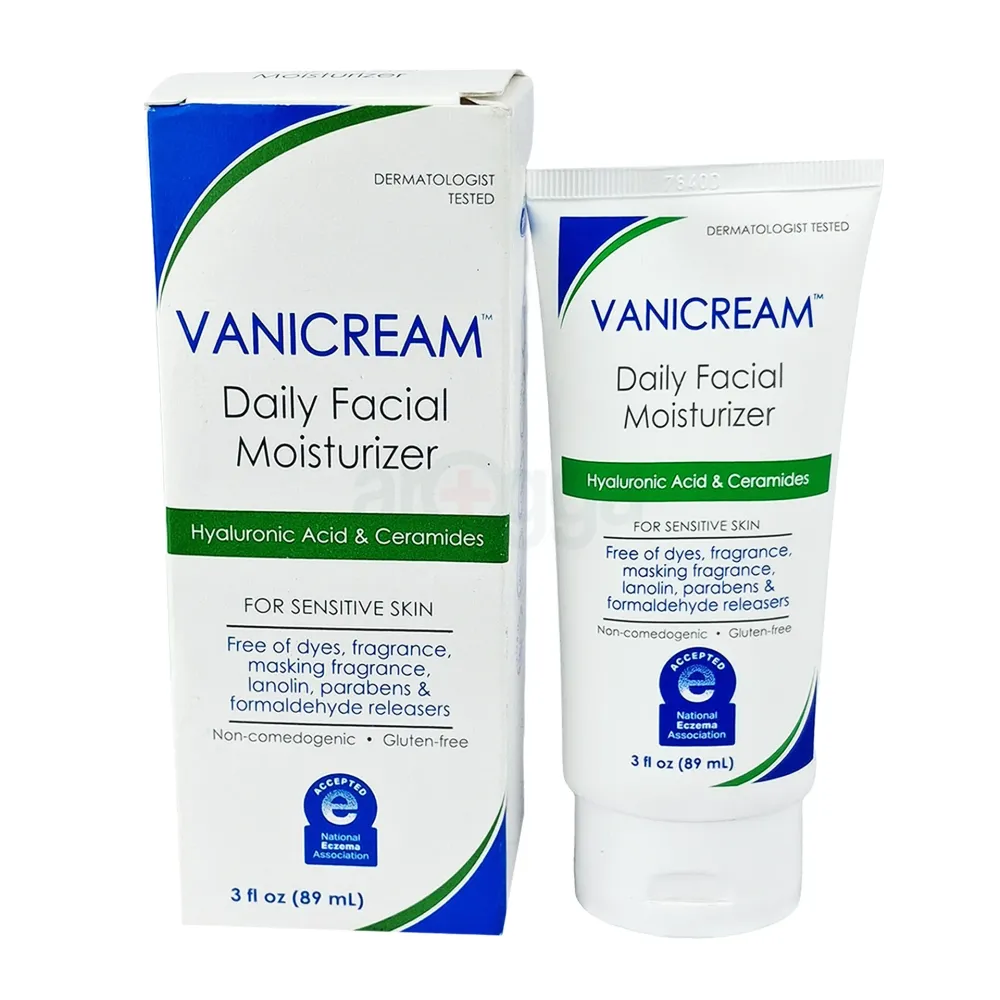 Moisturizer
DERMATOLOGIST
TESTED
VANICREAM™
Daily Facial
Moisturizer
Hyaluronic Acid & Ceramides
FOR SENSITIVE SKIN
Free of dyes, fragrance,
masking fragrance,
lanolin, parabens &
formaldehyde releasers
Non-comedogenic • Gluten-free
ACCEPTED
e
National
Eczema
Association
3 fl oz (89 mL)
DERMATOLOGIST TESTED
VANICREAM™
Daily Facial
Moisturizer
Hyaluronic Acid & Ceramides
FOR SENSITIVE SKIN
Free of dyes, fragrance,
masking fragrance,
lanolin, parabens &
formaldehyde releasers
Non-comedogenic • Gluten-free
ACCEPTED
e
National
Eczema
Association
3 fl oz (89 mL)
arogga